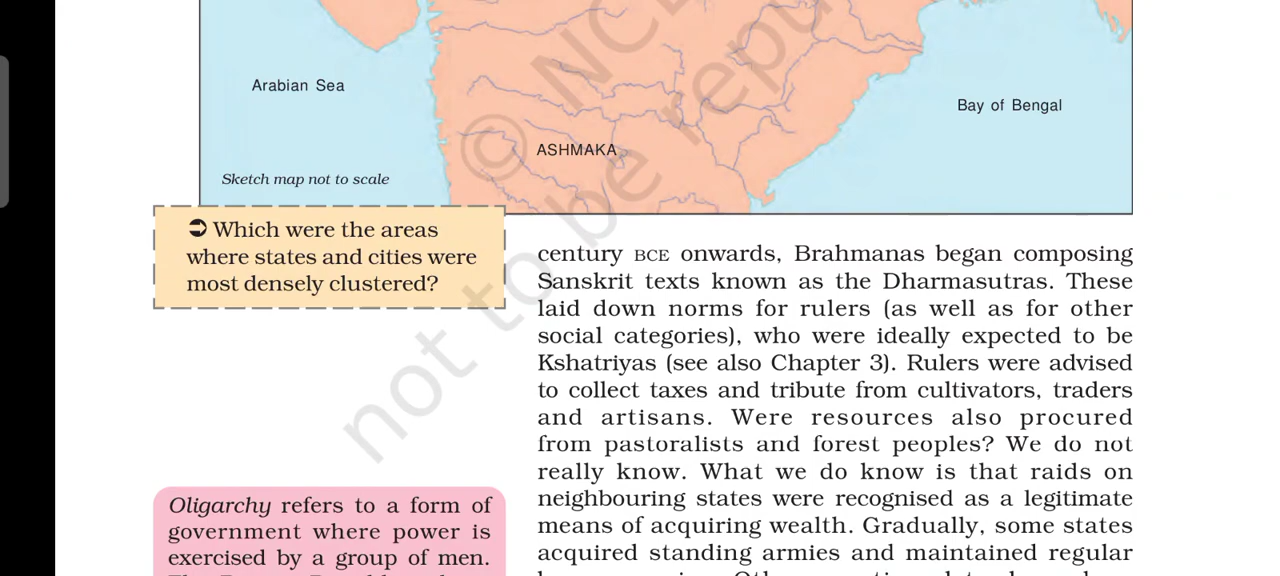 Arabian Sea
Bay of Bengal
ASHMAKA
Sketch map not to scale
➲ Which were the areas
where states and cities were
most densely clustered?
century BCE onwards, Brahmanas began composing
Sanskrit texts known as the Dharmasutras. These
laid down norms for rulers (as well as for other
social categories), who were ideally expected to be
Kshatriyas (see also Chapter 3). Rulers were advised
to collect taxes and tribute from cultivators, traders
and artisans. Were resources also procured
from pastoralists and forest peoples? We do not
really know. What we do know is that raids on
neighbouring states were recognised as a legitimate
means of acquiring wealth. Gradually, some states
acquired standing armies and maintained regular
Oligarchy refers to a form of
government where power is
exercised by a group of men.
not to be repu
© NCE